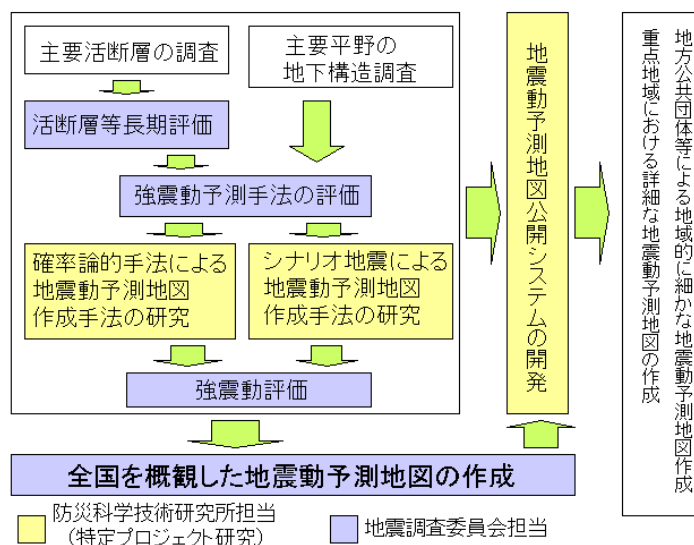 主要活断層の調査
主要平野の
地下構造調査
活断層等長期評価
強震動予測手法の評価
確率論的手法による
地震動予測地図
作成手法の研究
シナリオ地震による
地震動予測地図
作成手法の研究
強震動評価
全国を概観した地震動予測地図の作成
地震動予測地図公開システムの開発
地方公共団体等による地域的に細かな地震動予測地図作成
重点地域における詳細な地震動予測地図の作成
防災科学技術研究所担当
(特定プロジェクト研究)
地震調査委員会担当